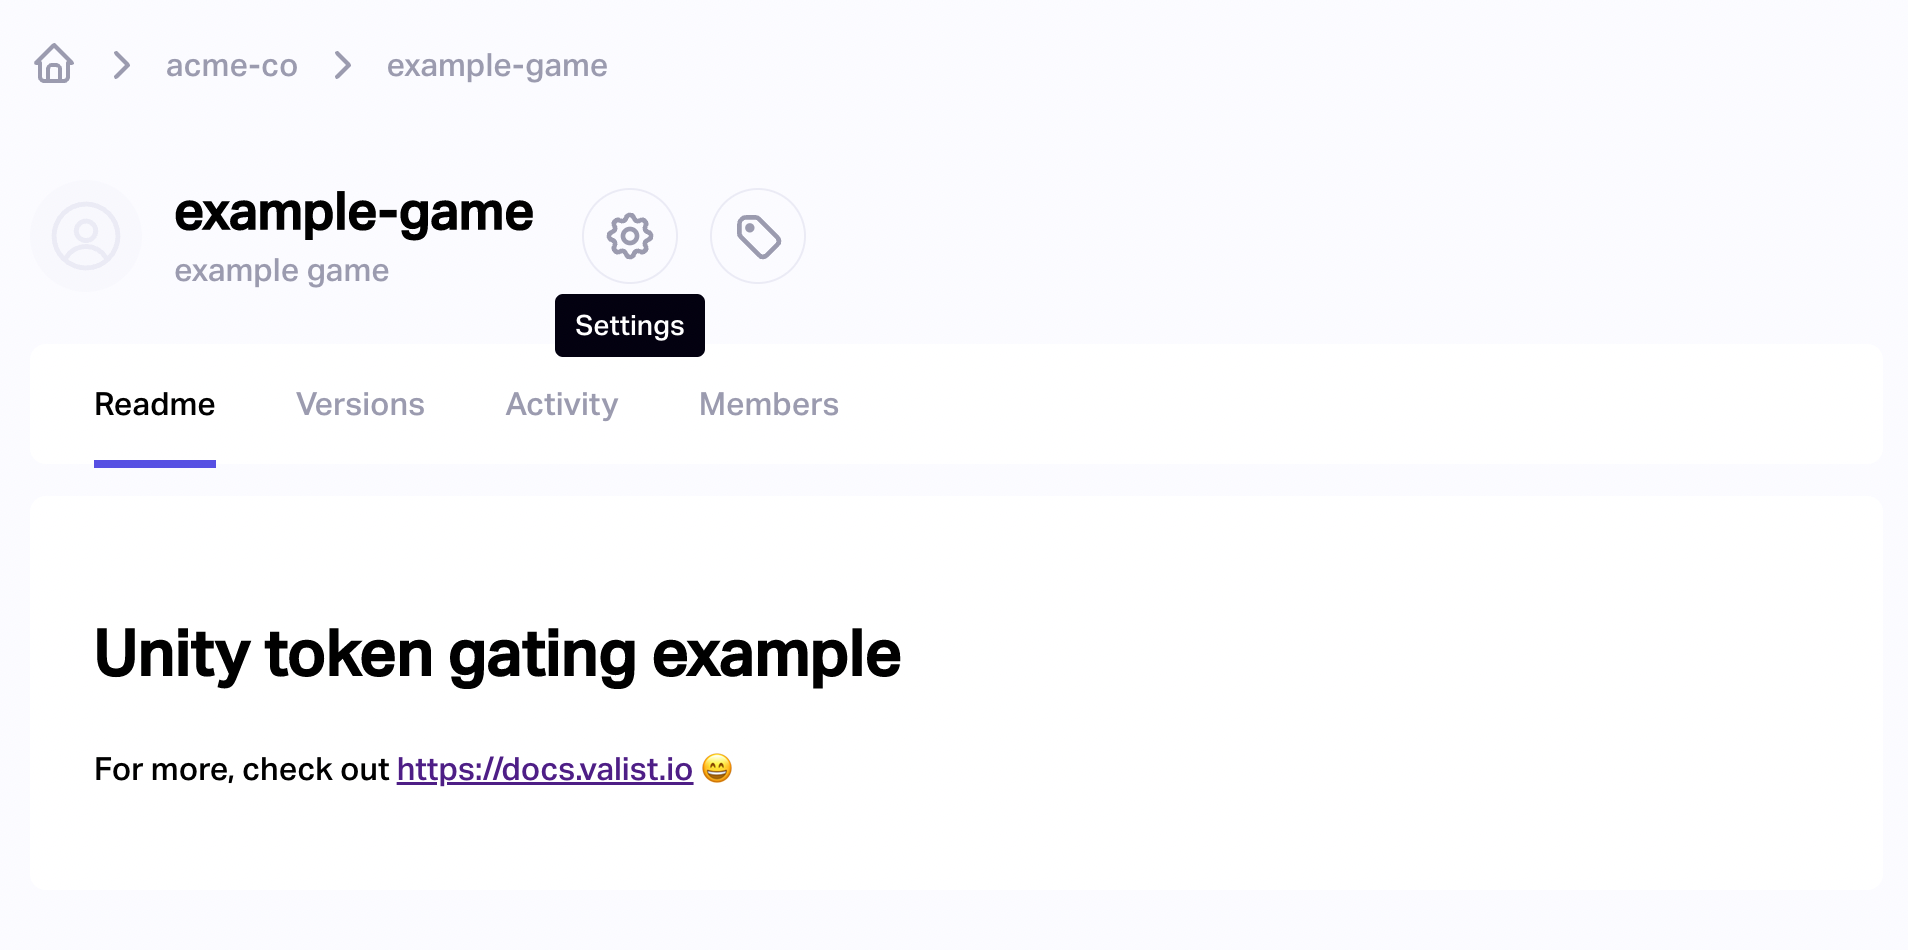 acme-co example-game
example-game
example game
Settings
Readme Versions Activity Members
Unity token gating example
For more, check out https://docs.valist.io 😄